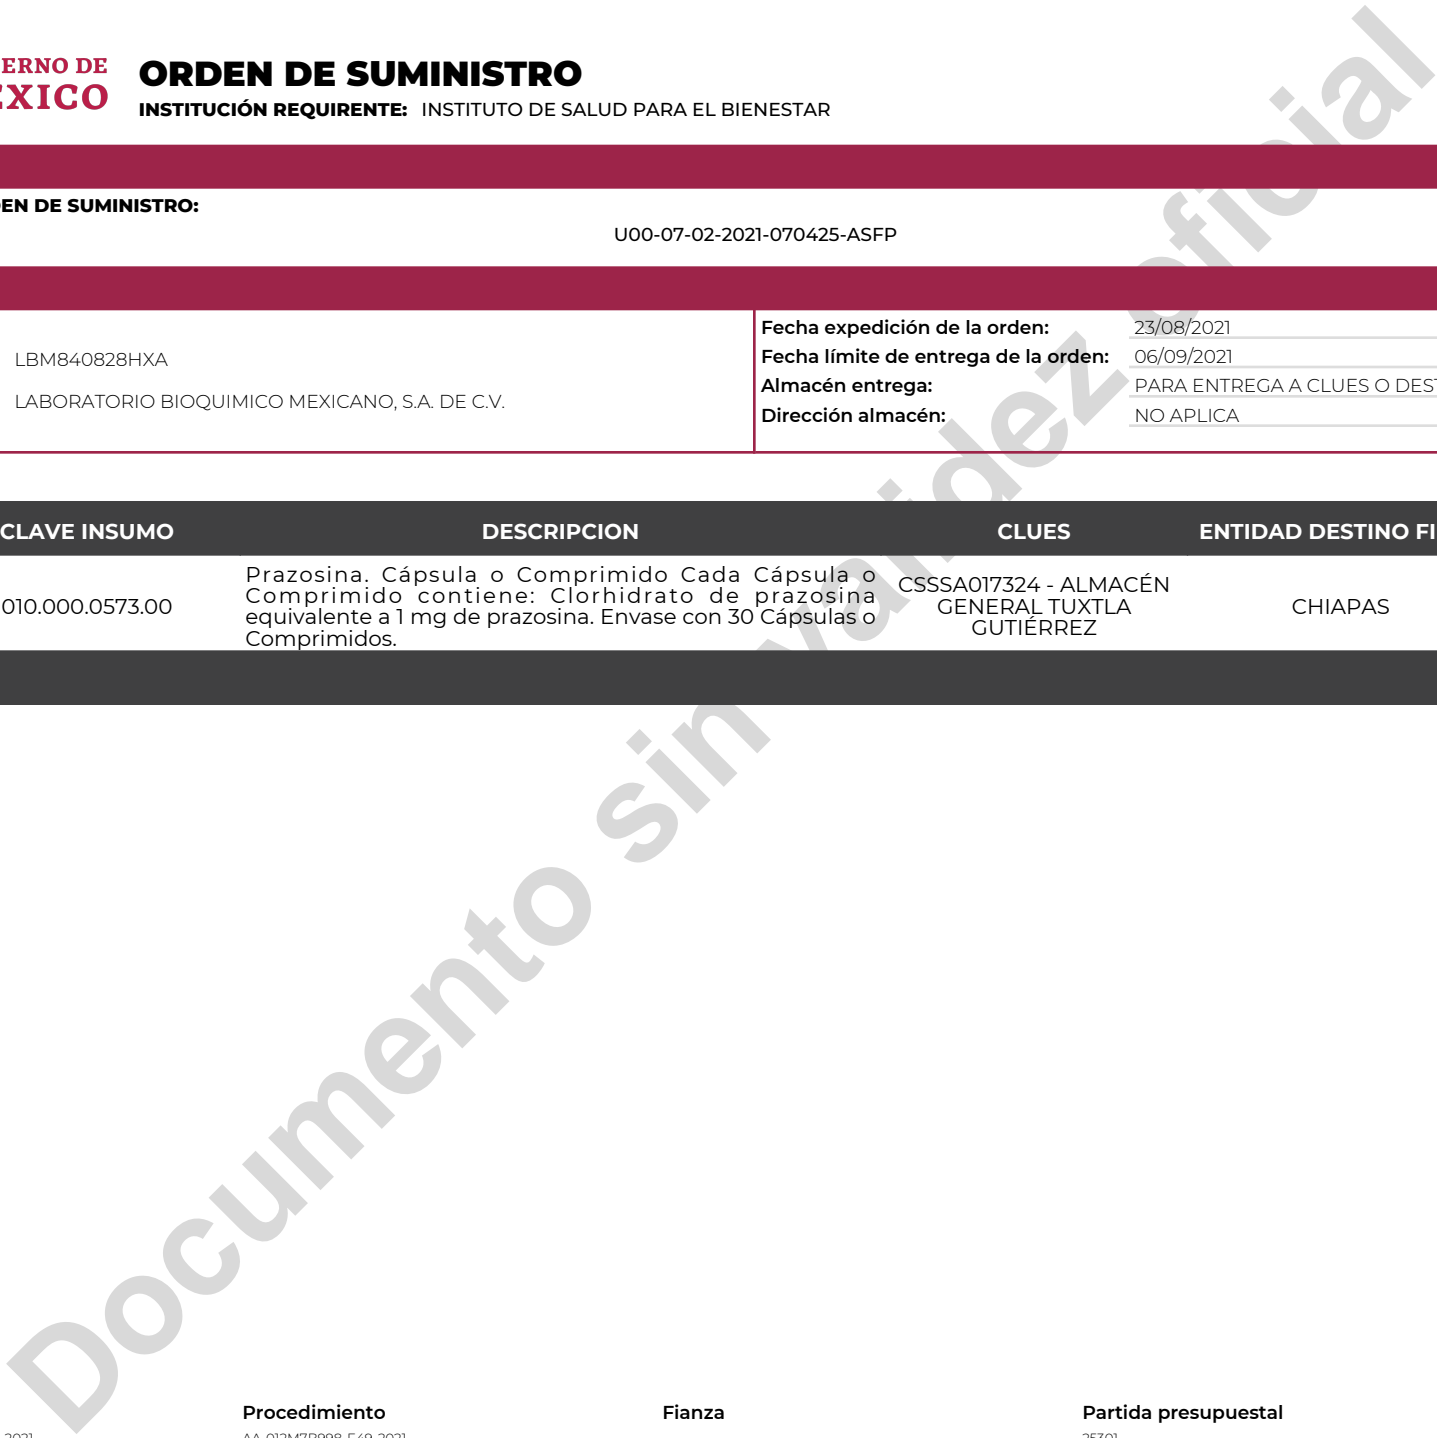 ERNO DE
EXICO
ORDEN DE SUMINISTRO
INSTITUCIÓN REQUIRENTE: INSTITUTO DE SALUD PARA EL BIENESTAR
EN DE SUMINISTRO:
U00-07-02-2021-070425-ASFP
LBM840828HXA
LABORATORIO BIOQUIMICO MEXICANO, S.A. DE C.V.
Fecha expedición de la orden: 23/08/2021
Fecha límite de entrega de la orden: 06/09/2021
Almacén entrega: PARA ENTREGA A CLUES O DEST
Dirección almacén: NO APLICA
CLAVE INSUMO DESCRIPCION CLUES ENTIDAD DESTINO FI
010.000.0573.00
Prazosina. Cápsula o Comprimido Cada Cápsula o
Comprimido contiene: Clorhidrato de prazosina
equivalente a 1 mg de prazosina. Envase con 30 Cápsulas o
Comprimidos.
CSSSA017324 - ALMACÉN
GENERAL TUXTLA
GUTIÉRREZ
CHIAPAS
Documento sin validez oficial
Procedimiento Fianza Partida presupuestal